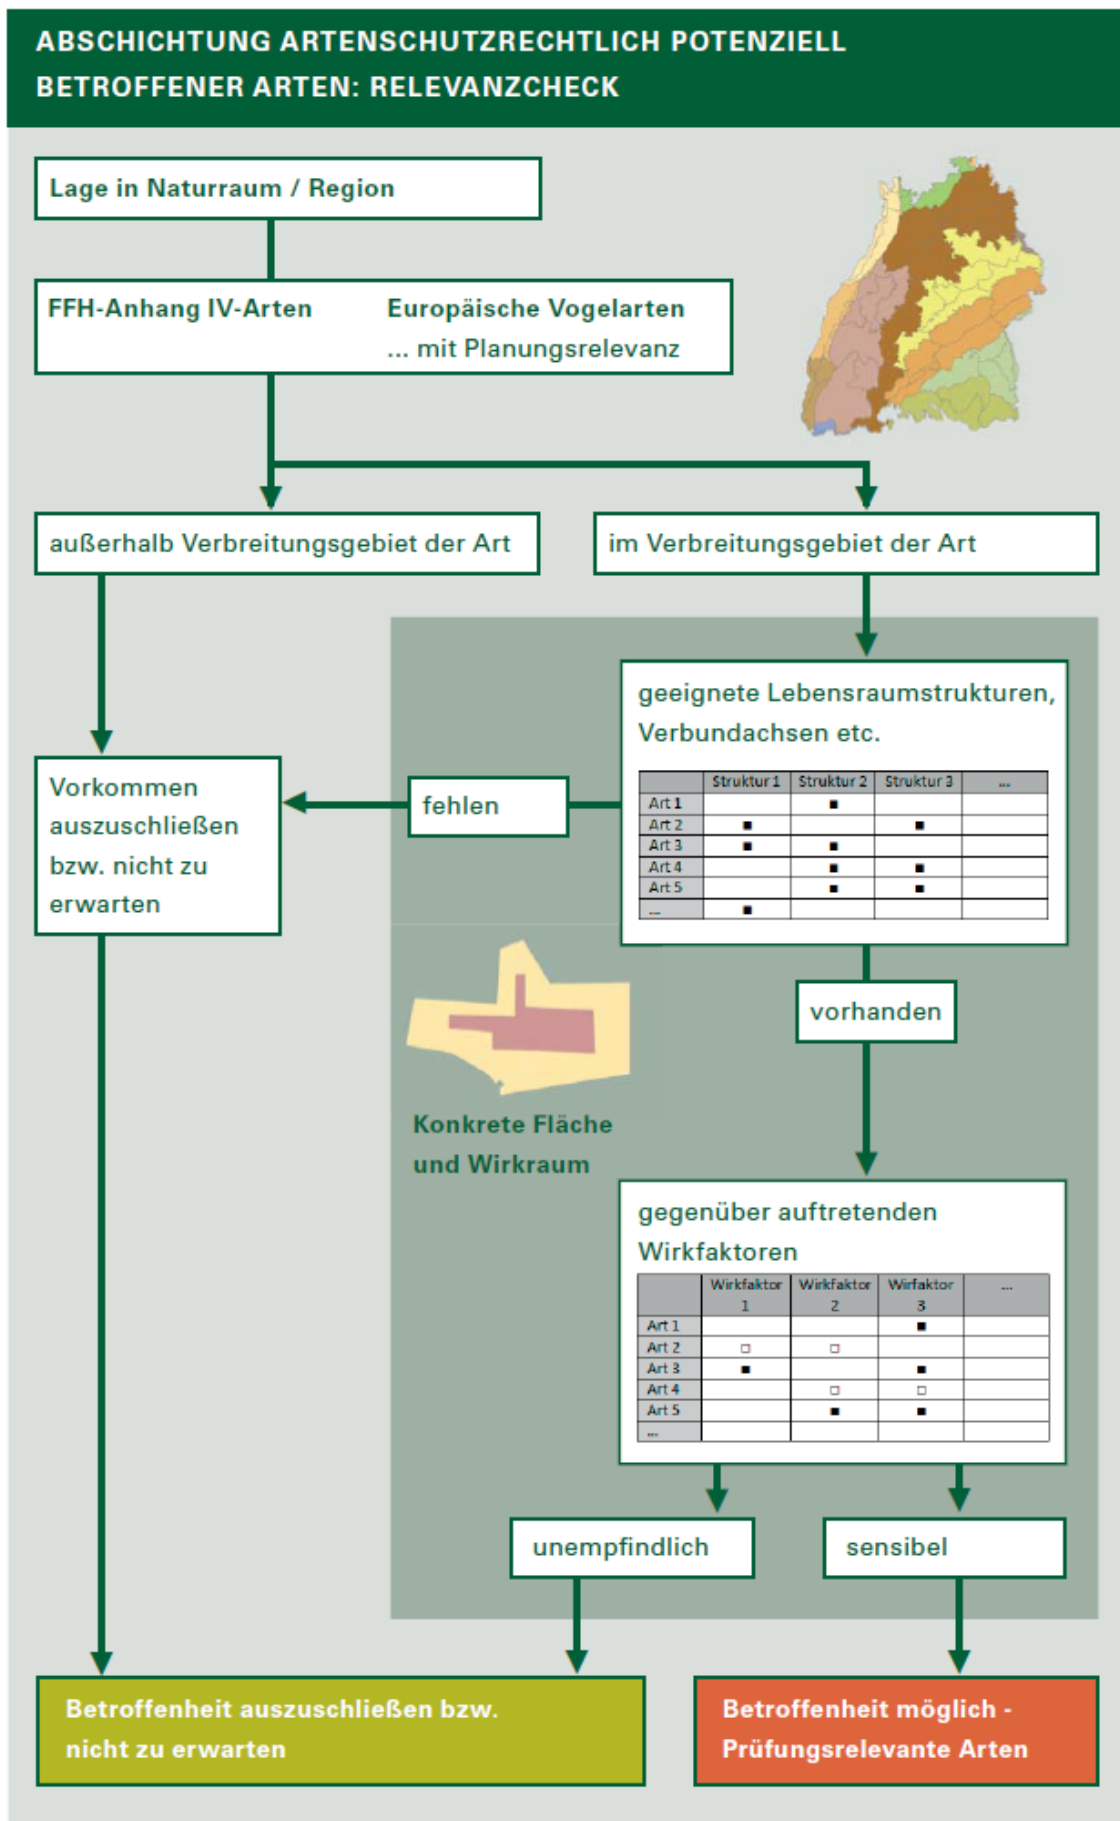 ABSCHICHTUNG ARTENSCHUTZRECHTLICH POTENZIELL
BETROFFENER ARTEN: RELEVANZCHECK
Lage in Naturraum / Region
FFH-Anhang IV-Arten
Europäische Vogelarten
... mit Planungsrelevanz
außerhalb Verbreitungsgebiet der Art
im Verbreitungsgebiet der Art
geeignete Lebensraumstrukturen,
Verbundachsen etc.
Struktur 1 Struktur 2 Struktur 3 ...
Art 1 ■
Art 2 ■ ■
Art 3 ■ ■
Art 4 ■ ■
Art 5 ■ ■
... ■
fehlen
Vorkommen
auszuschließen
bzw. nicht zu
erwarten
vorhanden
Konkrete Fläche
und Wirkraum
gegenüber auftretenden
Wirkfaktoren
Wirkfaktor Wirkfaktor Wirfaktor ...
1 2 3
Art 1 ■
Art 2 □ □
Art 3 ■ ■
Art 4 □ □
Art 5 ■ ■
...
unempfindlich
sensibel
Betroffenheit auszuschließen bzw.
nicht zu erwarten
Betroffenheit möglich -
Prüfungsrelevante Arten